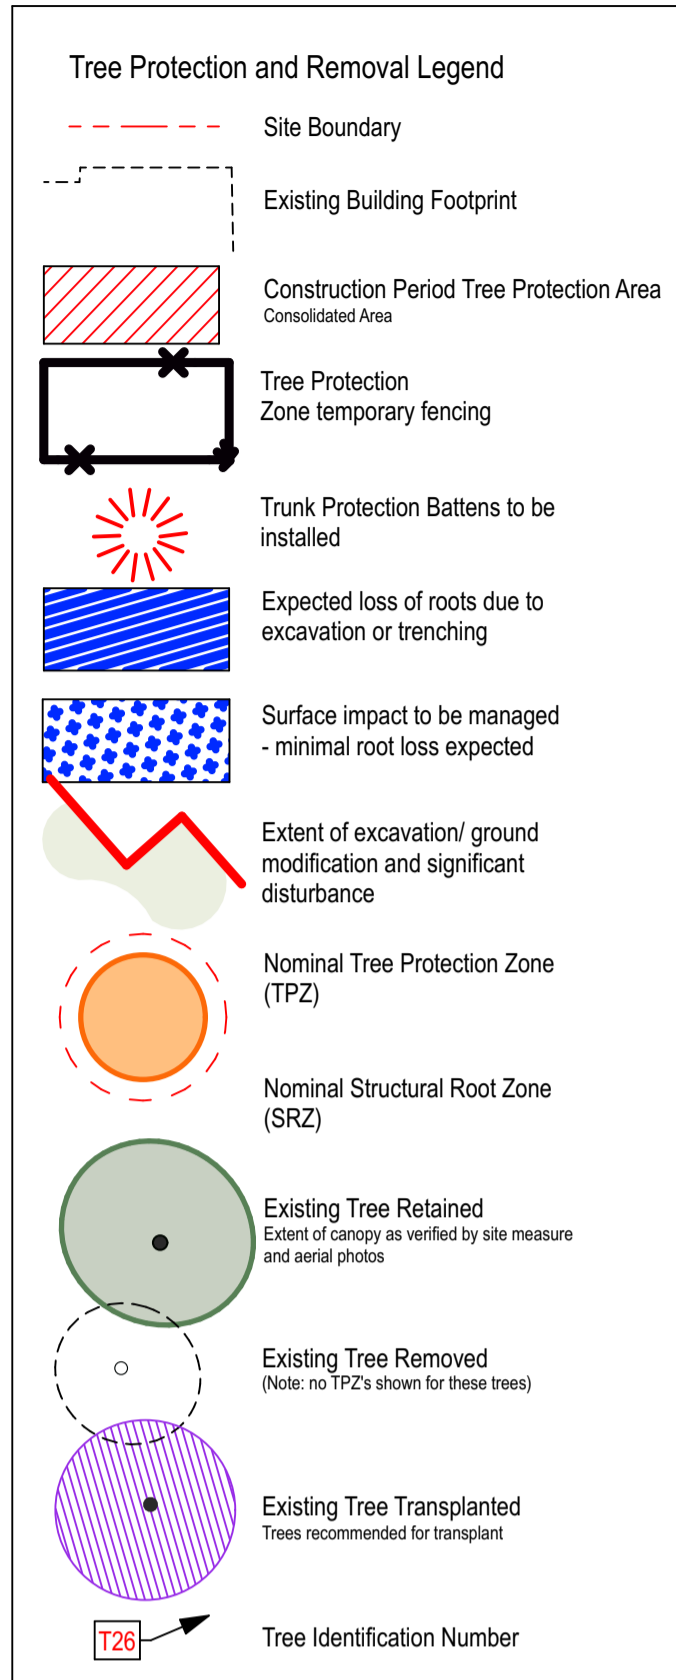 Tree Protection and Removal Legend
Site Boundary
Existing Building Footprint
Construction Period Tree Protection Area
Consolidated Area
Tree Protection
Zone temporary fencing
Trunk Protection Battens to be
installed
Expected loss of roots due to
excavation or trenching
Surface impact to be managed
- minimal root loss expected
Extent of excavation/ ground
modification and significant
disturbance
Nominal Tree Protection Zone
(TPZ)
Nominal Structural Root Zone
(SRZ)
Existing Tree Retained
Extent of canopy as verified by site measure
and aerial photos
Existing Tree Removed
(Note: no TPZ's shown for these trees)
Existing Tree Transplanted
Trees recommended for transplant
T26
Tree Identification Number